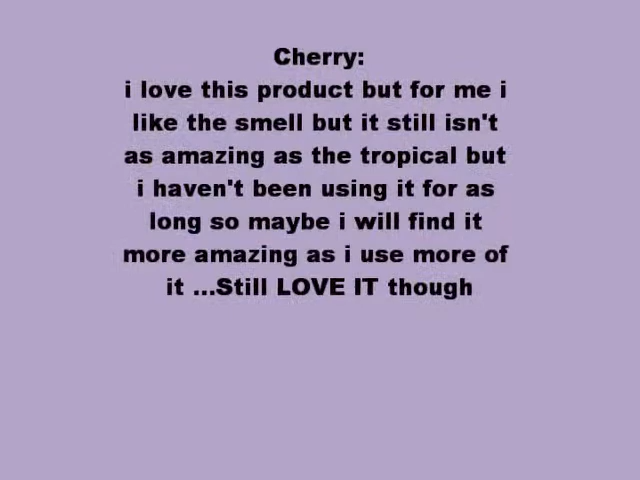 Cherry:
i love this product but for me i
like the smell but it still isn't
as amazing as the tropical but
i haven't been using it for as
long so maybe i will find it
more amazing as i use more of
it ...Still LOVE IT though